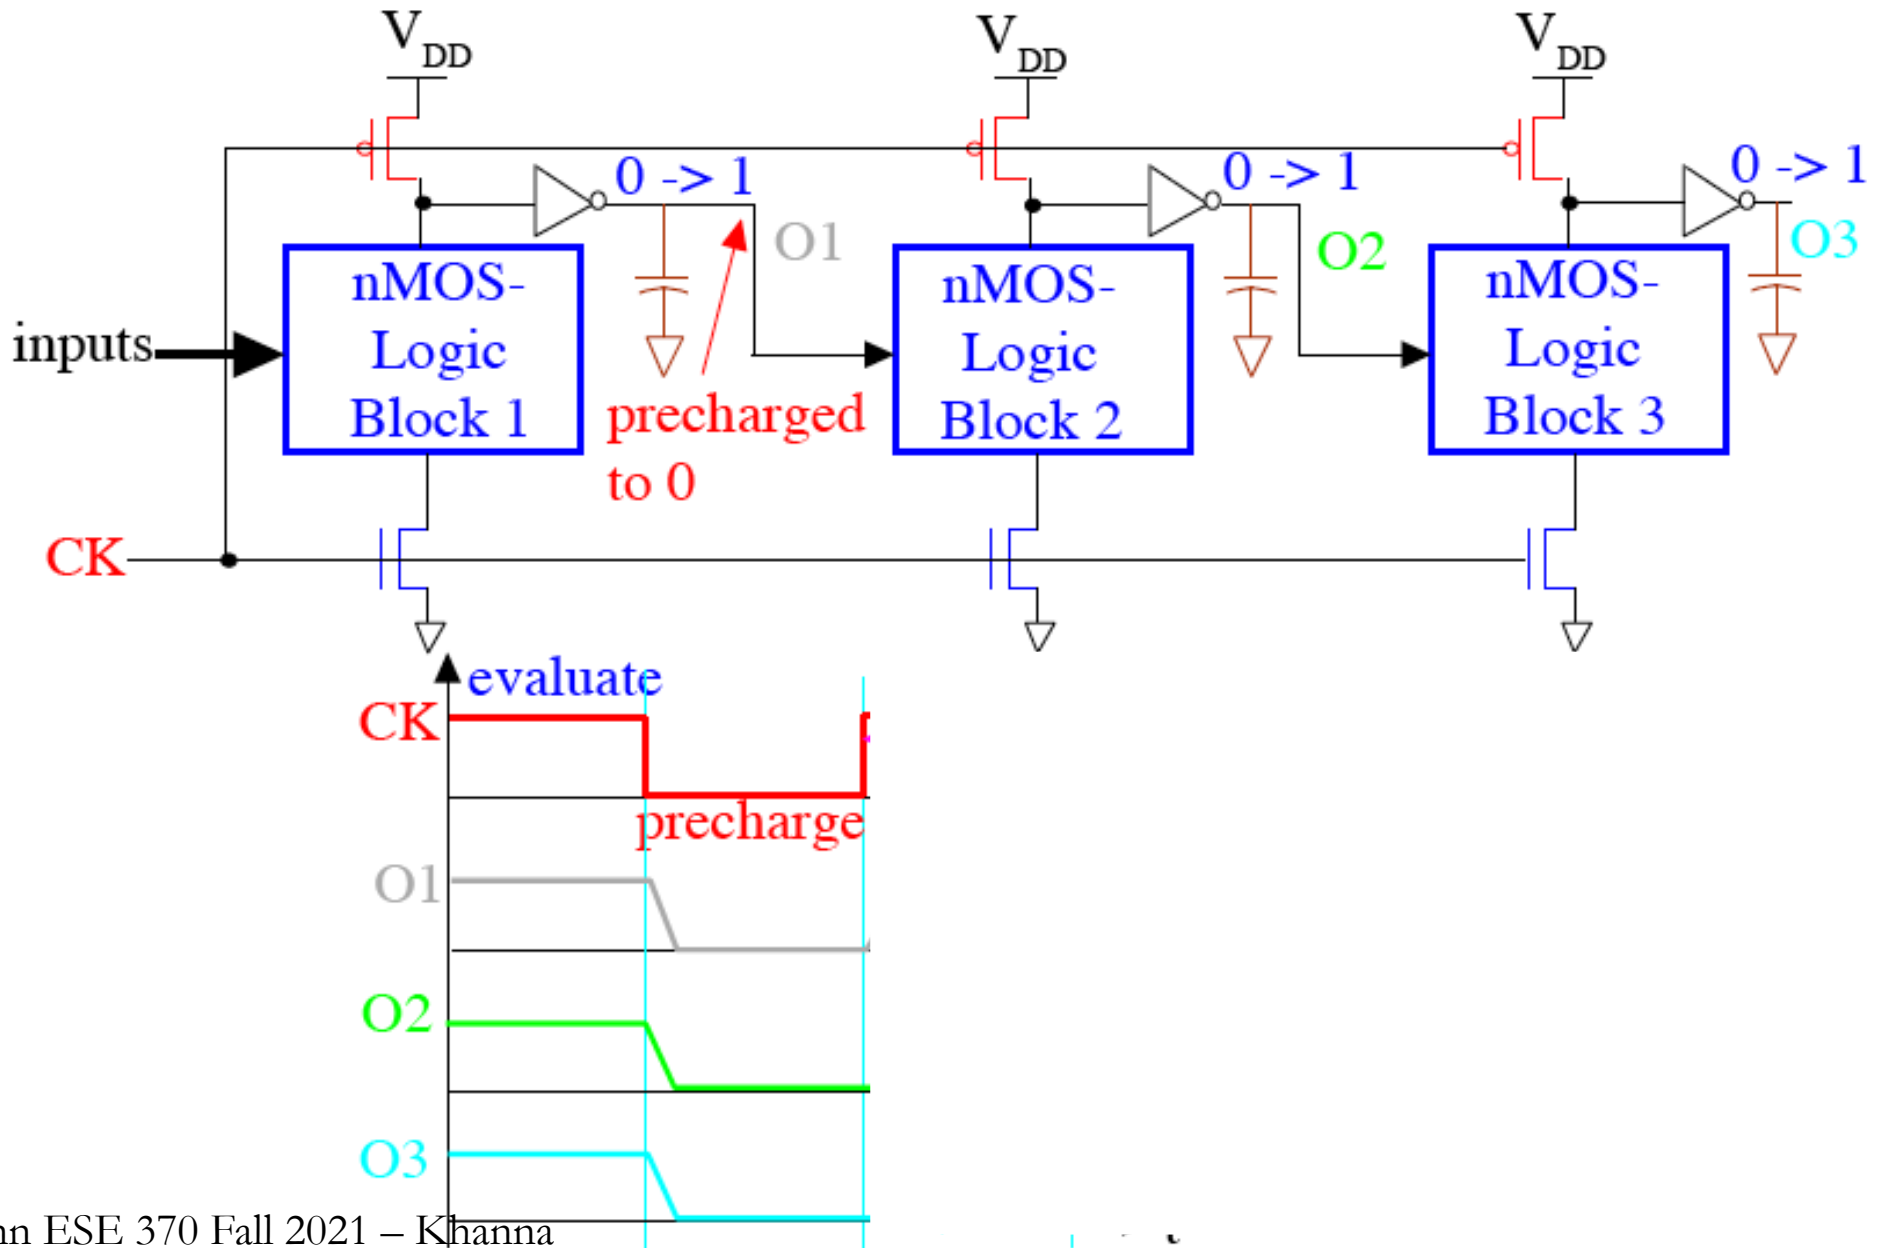 VDD VDD VDD
0 -> 1 0 -> 1 0 -> 1
O1 O2 O3
inputs
nMOS-
Logic
Block 1
nMOS-
Logic
Block 2
nMOS-
Logic
Block 3
precharged
to 0
CK
evaluate
CK
precharge
O1
O2
O3
ESE 370 Fall 2021 – Khanna